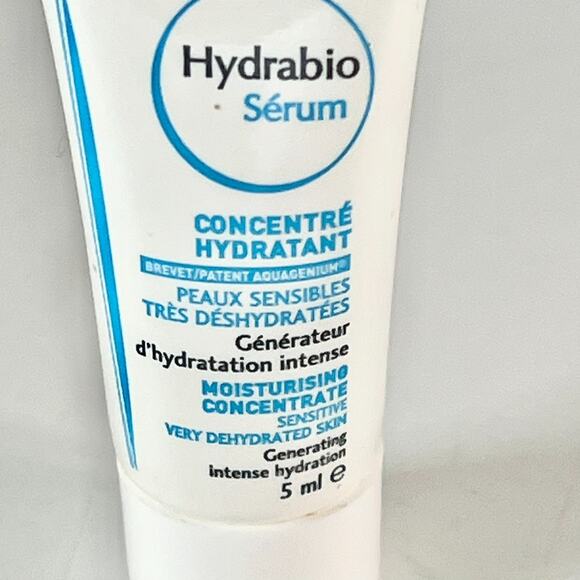 Hydrabio
Sérum
CONCENTRÉ
HYDRATANT
BREVET/PATENT AQUAGENIUM®
PEAUX SENSIBLES
TRÈS DÉSHYDRATÉES
Générateur
d'hydratation intense
MOISTURISING
CONCENTRATE
SENSITIVE
VERY DEHYDRATED SKIN
Generating
intense hydration
5 ml ℮